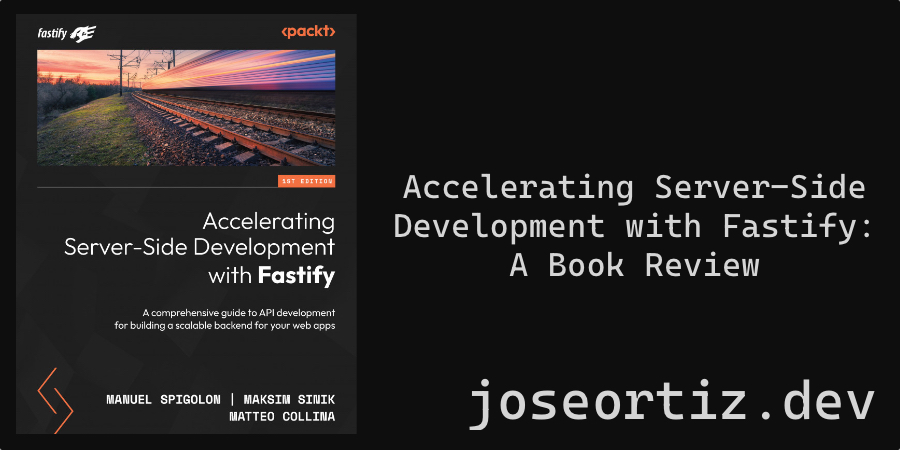 fastify
<packt>
1ST EDITION
Accelerating
Server-Side Development
with Fastify
A comprehensive guide to API development
for building a scalable backend for your web apps
MANUEL SPIGOLON | MAKSIM SINIK
MATTEO COLLINA
Accelerating Server-Side
Development with Fastify:
A Book Review
joseortiz.dev